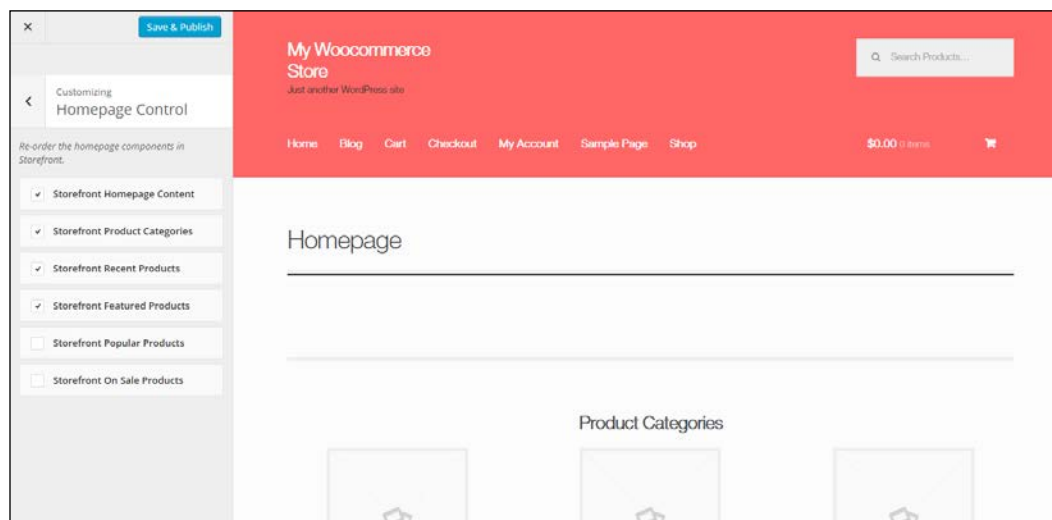 Save & Publish
Customizing
Homepage Control
Re-order the homepage components in
Storefront.
Storefront Homepage Content
Storefront Product Categories
Storefront Recent Products
Storefront Featured Products
Storefront Popular Products
Storefront On Sale Products
My Woocommerce
Store
Just another WordPress site
Search Products...
Home Blog Cart Checkout My Account Sample Page Shop
$0.00 0 items
Homepage
Product Categories